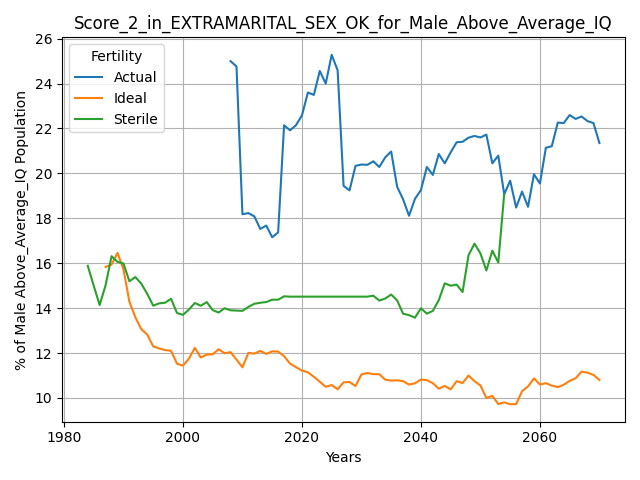 Score_2_in_EXTRAMARITAL_SEX_OK_for_Male_Above_Average_IQ
Fertility
Actual
Ideal
Sterile
% of Male Above_Average_IQ Population
26
24
22
20
18
16
14
12
10
1980
2000
2020
2040
2060
Years